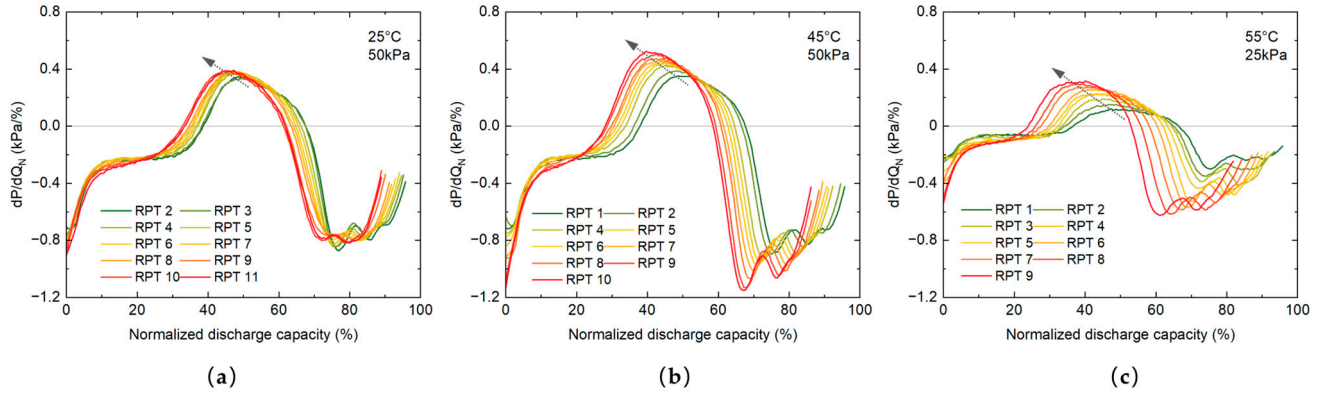 0.8
0.4
0.0
−0.4
−0.8
−1.2
dP/dQN (kPa/%)
25°C
50kPa
RPT 2 RPT 3
RPT 4 RPT 5
RPT 6 RPT 7
RPT 8 RPT 9
RPT 10 RPT 11
0 20 40 60 80 100
Normalized discharge capacity (%)
(a)
0.8
0.4
0.0
−0.4
−0.8
−1.2
dP/dQN (kPa/%)
45°C
50kPa
RPT 1 RPT 2
RPT 4 RPT 5
RPT 6 RPT 7
RPT 8 RPT 9
RPT 10
0 20 40 60 80 100
Normalized discharge capacity (%)
(b)
0.8
0.4
0.0
−0.4
−0.8
−1.2
dP/dQN (kPa/%)
55°C
25kPa
RPT 1 RPT 2
RPT 3 RPT 4
RPT 5 RPT 6
RPT 7 RPT 8
RPT 9
0 20 40 60 80 100
Normalized discharge capacity (%)
(c)